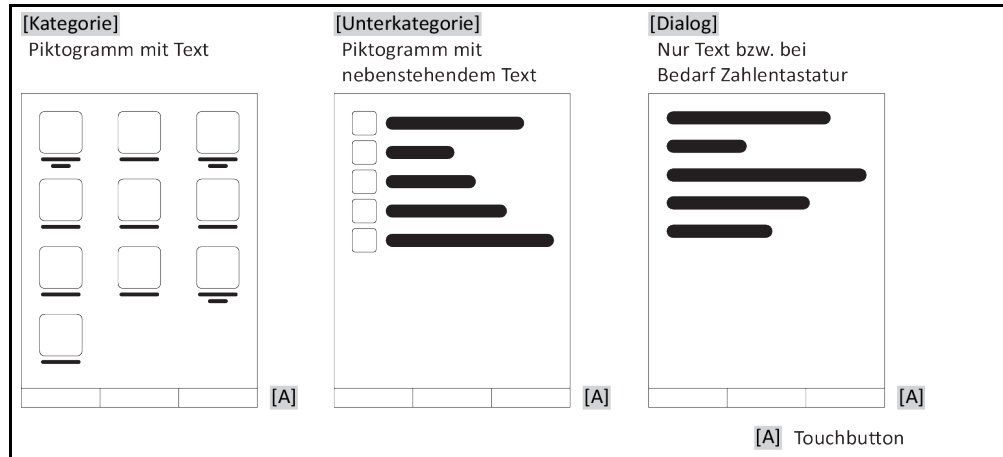 [Kategorie]
Piktogramm mit Text
[Unterkategorie]
Piktogramm mit
nebenstehendem Text
[Dialog]
Nur Text bzw. bei
Bedarf Zahlentastatur
[A]
[A]
[A]
[A] Touchbutton